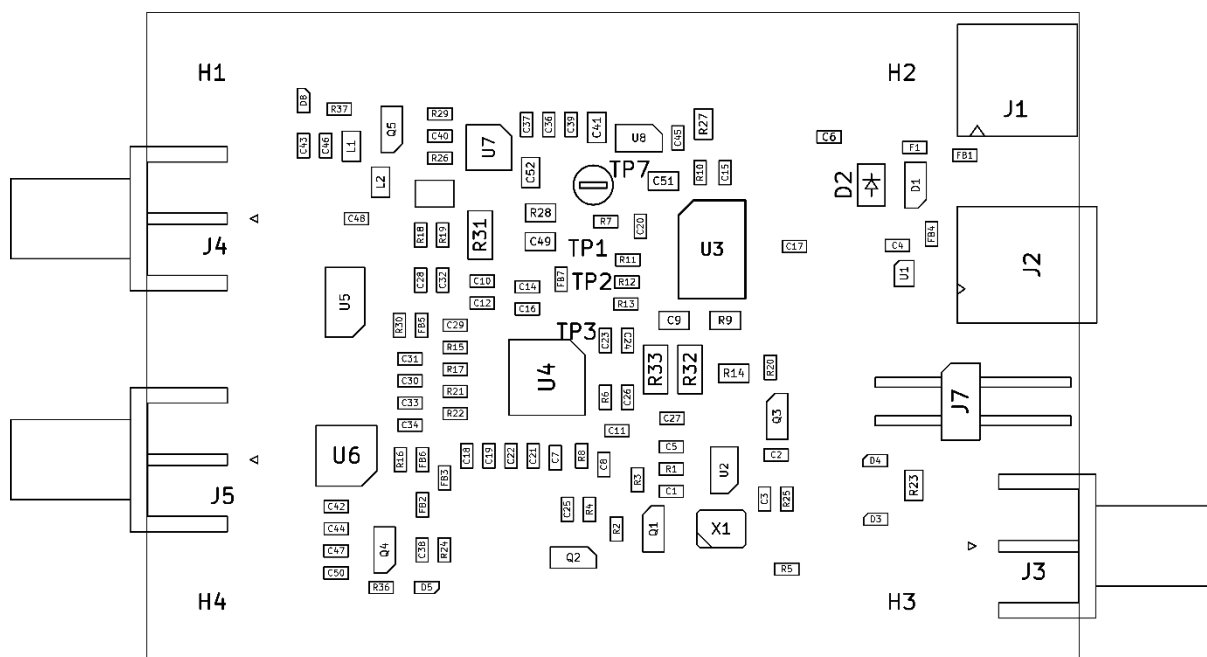 H1
H2
J1
D8
R37
Q5
R29
C40
R26
U7
C37
C36
C39
C41
U8
C45
R27
C6
F1
FB1
C43
C46
L1
L2
C52
TP7
C51
R10
C15
D2
D1
J4
C48
R18
R19
R31
R28
C49
R7
C20
U3
C17
C4
FB4
U1
J2
TP1
R11
TP2
R12
R13
U5
C28
C32
C10
C12
C14
C16
FB7
R30
FB5
C29
R15
R17
R21
R22
C31
C30
C33
C34
TP3
C23
C24
C9
R9
U4
R33
R32
R14
R20
J7
R6
C26
C27
C11
Q3
J5
U6
R16
FB6
FB3
FB2
C18
C19
C22
C21
C7
R8
C8
C5
R1
C1
R3
U2
C2
C3
R25
D4
R23
D3
C42
C44
C47
C50
Q4
C38
R24
C25
R4
R2
Q1
X1
Q2
R5
J3
R36
D5
H4
H3